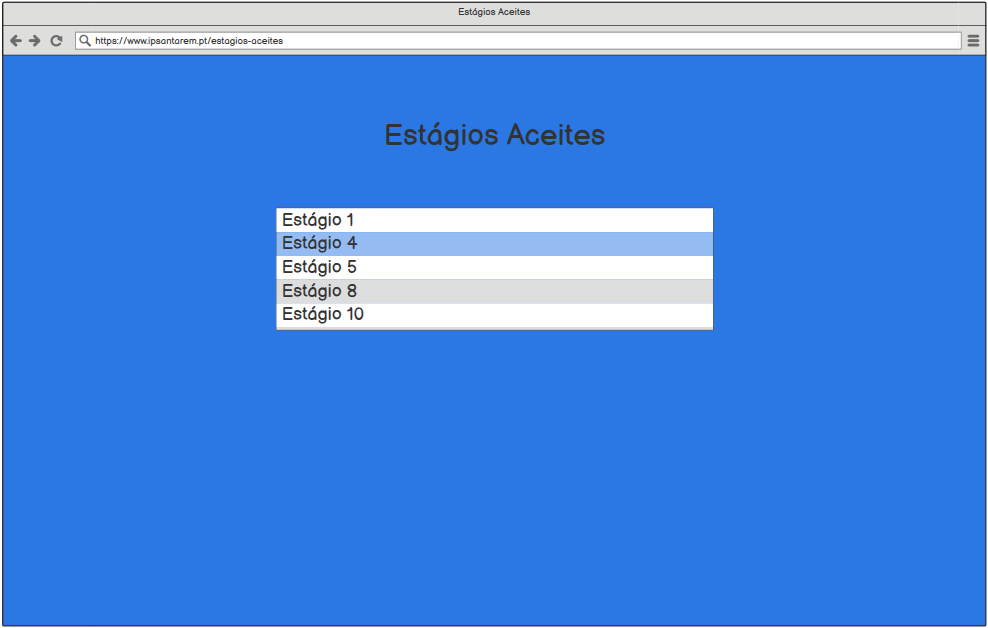 Estágios Aceites
https://www.ipsantarem.pt/estagios-aceites
Estágios Aceites
Estágio 1
Estágio 4
Estágio 5
Estágio 8
Estágio 10